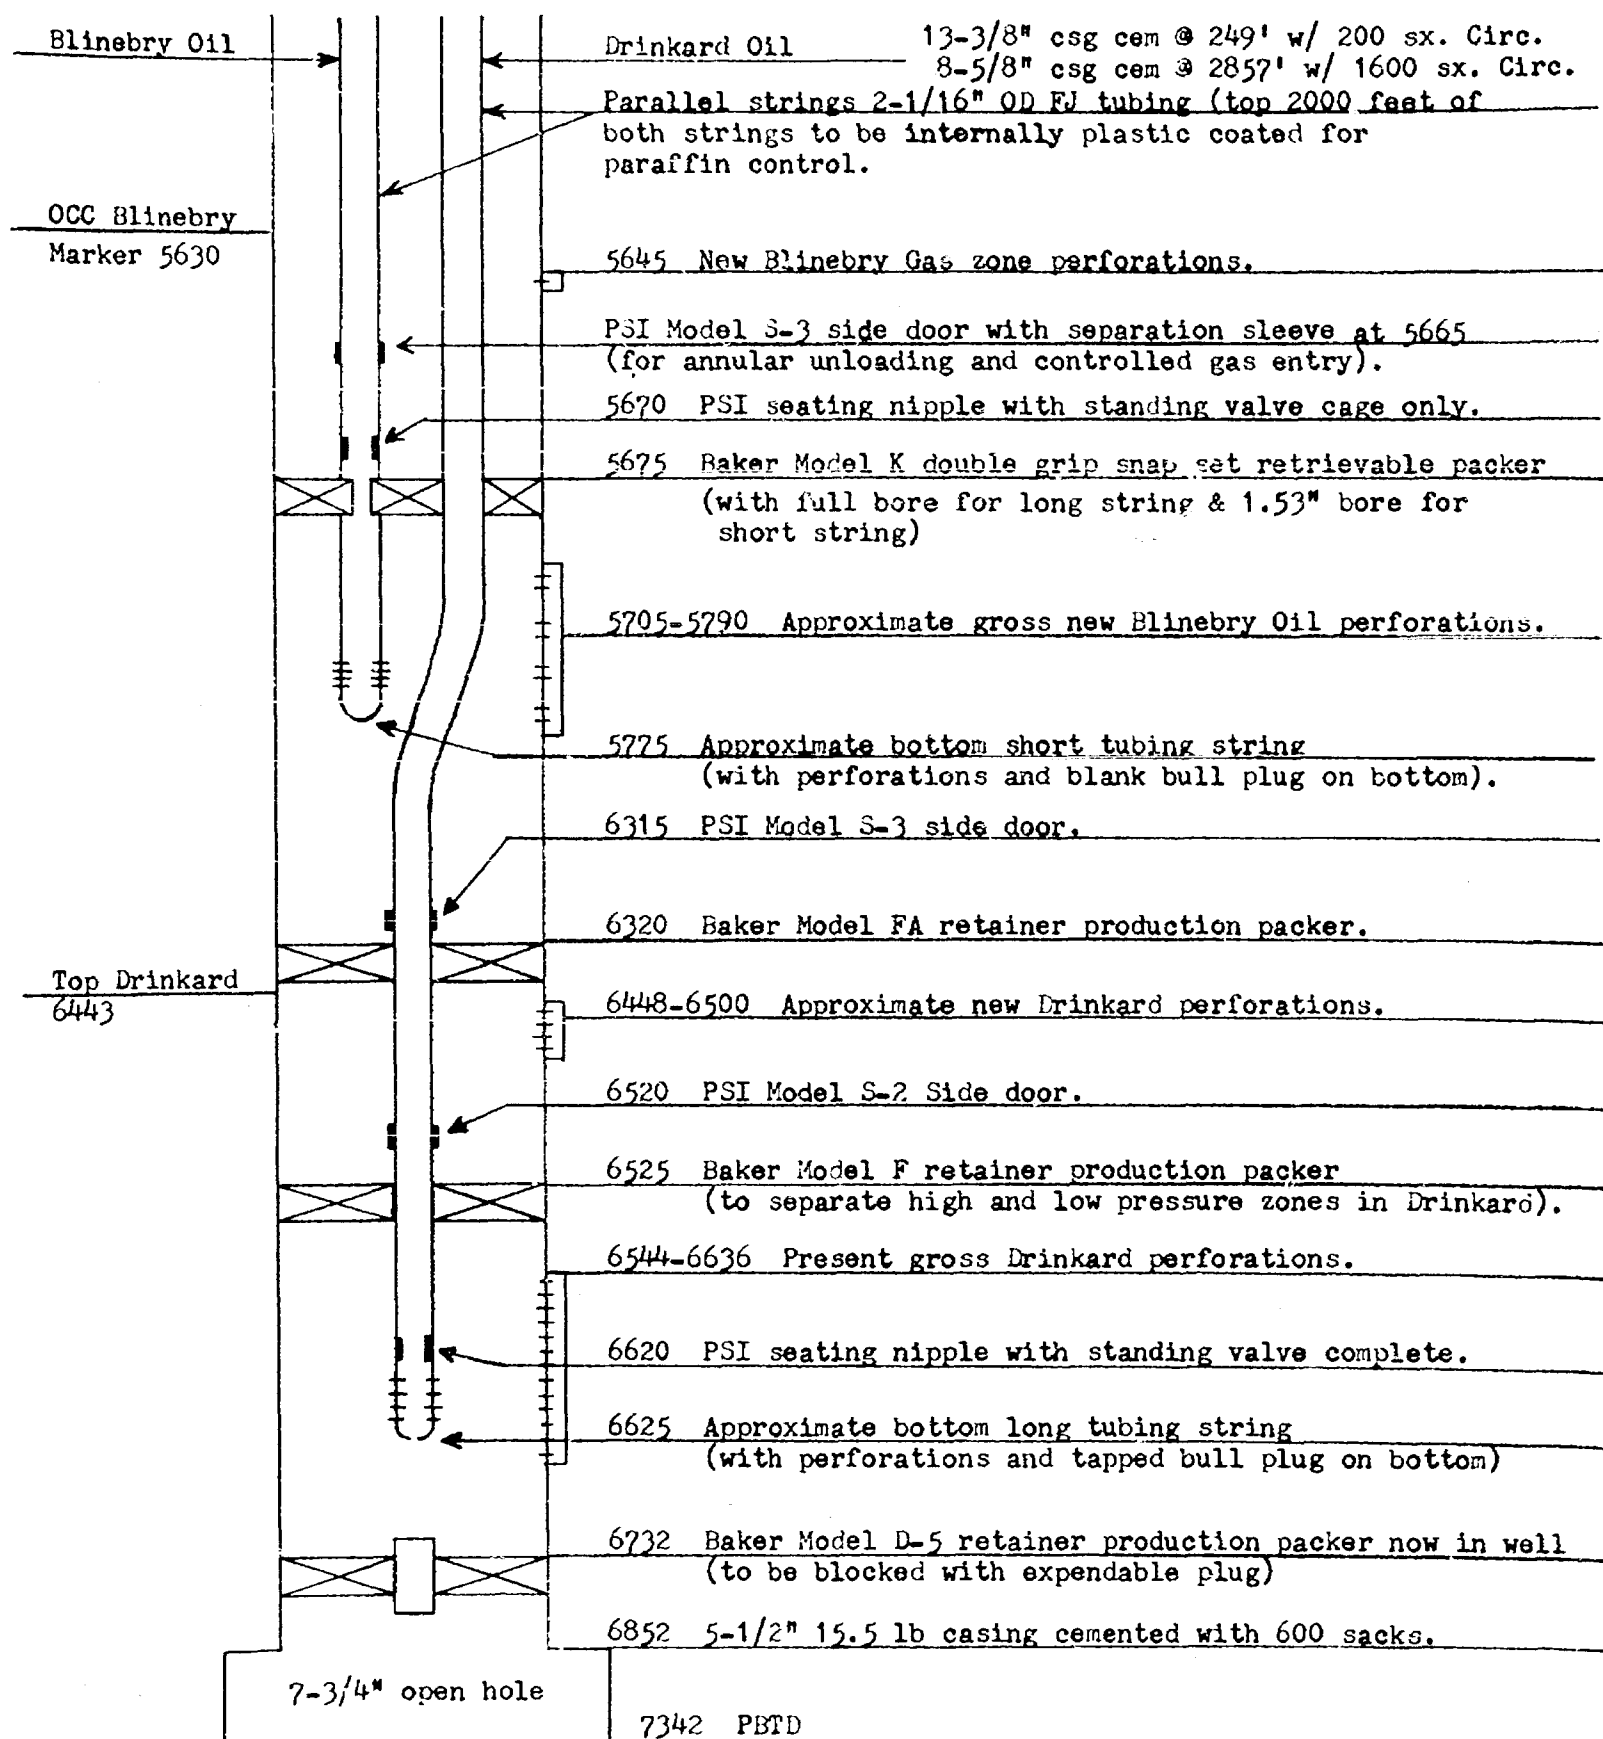 Blinebry Oil
Drinkard Oil
13-3/8" csg cem @ 249' w/ 200 sx. Circ.
8-5/8" csg cem @ 2857' w/ 1600 sx. Circ.
Parallel strings 2-1/16" OD FJ tubing (top 2000 feet of
both strings to be internally plastic coated for
paraffin control.
OCC Blinebry
Marker 5630
5645 New Blinebry Gas zone perforations.
PSI Model S-3 side door with separation sleeve at 5665
(for annular unloading and controlled gas entry).
5670 PSI seating nipple with standing valve cage only.
5675 Baker Model K double grip snap set retrievable packer
(with full bore for long string & 1.53" bore for
short string)
5705-5790 Approximate gross new Blinebry Oil perforations.
5775 Approximate bottom short tubing string
(with perforations and blank bull plug on bottom).
6315 PSI Model S-3 side door.
6320 Baker Model FA retainer production packer.
Top Drinkard
6443
6448-6500 Approximate new Drinkard perforations.
6520 PSI Model S-2 Side door.
6525 Baker Model F retainer production packer
(to separate high and low pressure zones in Drinkard).
6544-6636 Present gross Drinkard perforations.
6620 PSI seating nipple with standing valve complete.
6625 Approximate bottom long tubing string
(with perforations and tapped bull plug on bottom)
6732 Baker Model D-5 retainer production packer now in well
(to be blocked with expendable plug)
6852 5-1/2" 15.5 lb casing cemented with 600 sacks.
7-3/4" open hole
7342 PBTD